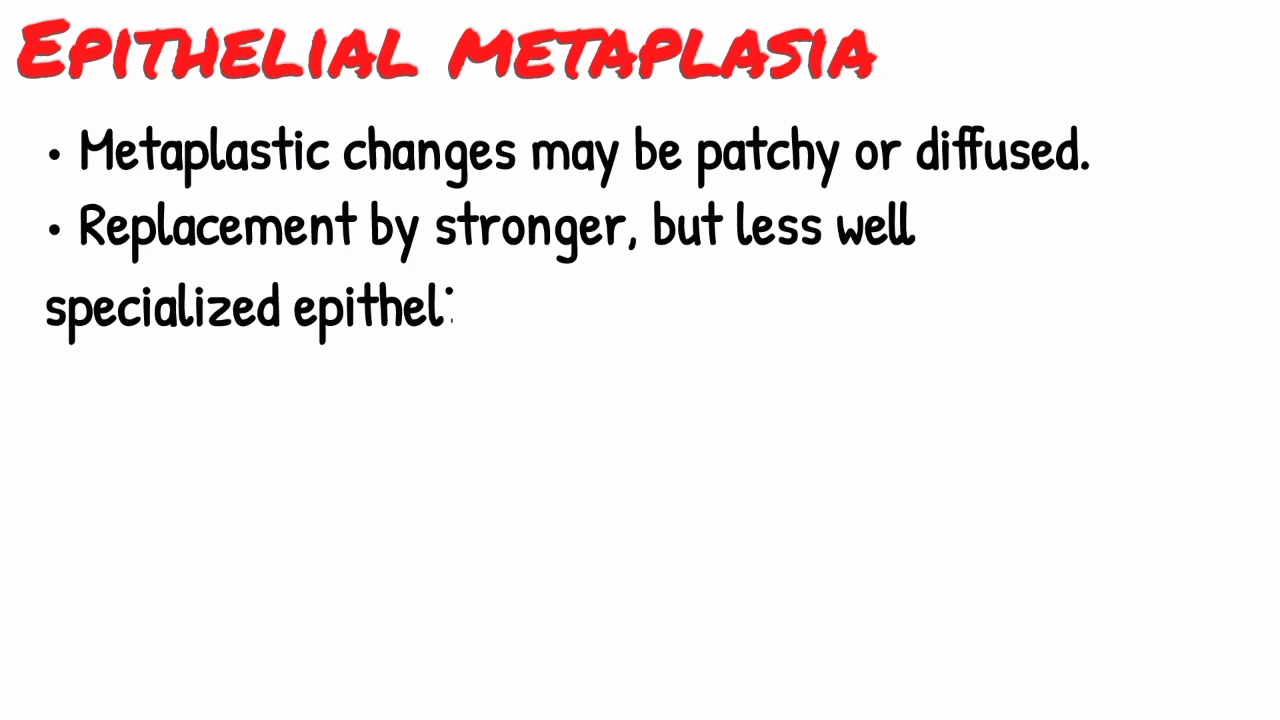 Epithelial metaplasia
• Metaplastic changes may be patchy or diffused.
• Replacement by stronger, but less well
specialized